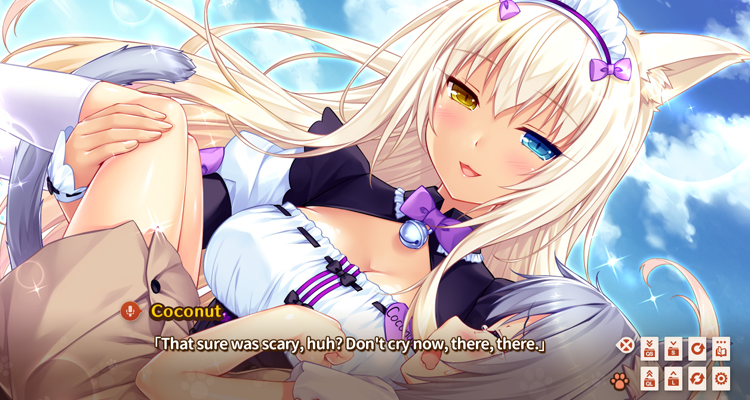 Coconut
「That sure was scary, huh? Don't cry now, there, there.」